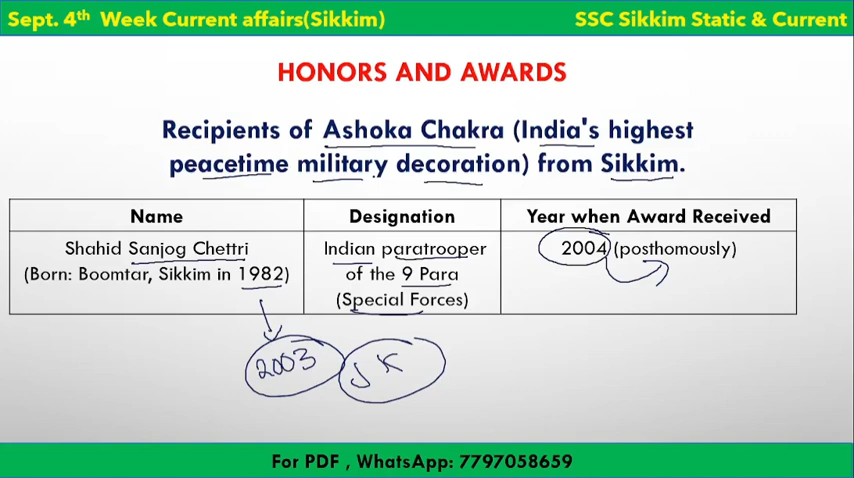 Sept. 4th Week Current affairs(Sikkim)
SSC Sikkim Static & Current
HONORS AND AWARDS
Recipients of Ashoka Chakra (India's highest
peacetime military decoration) from Sikkim.
Name
Designation
Year when Award Received
Shahid Sanjog Chettri
(Born: Boomtar, Sikkim in 1982)
Indian paratrooper
of the 9 Para
(Special Forces)
2004 (posthomously)
2003
JK
For PDF , WhatsApp: 7797058659